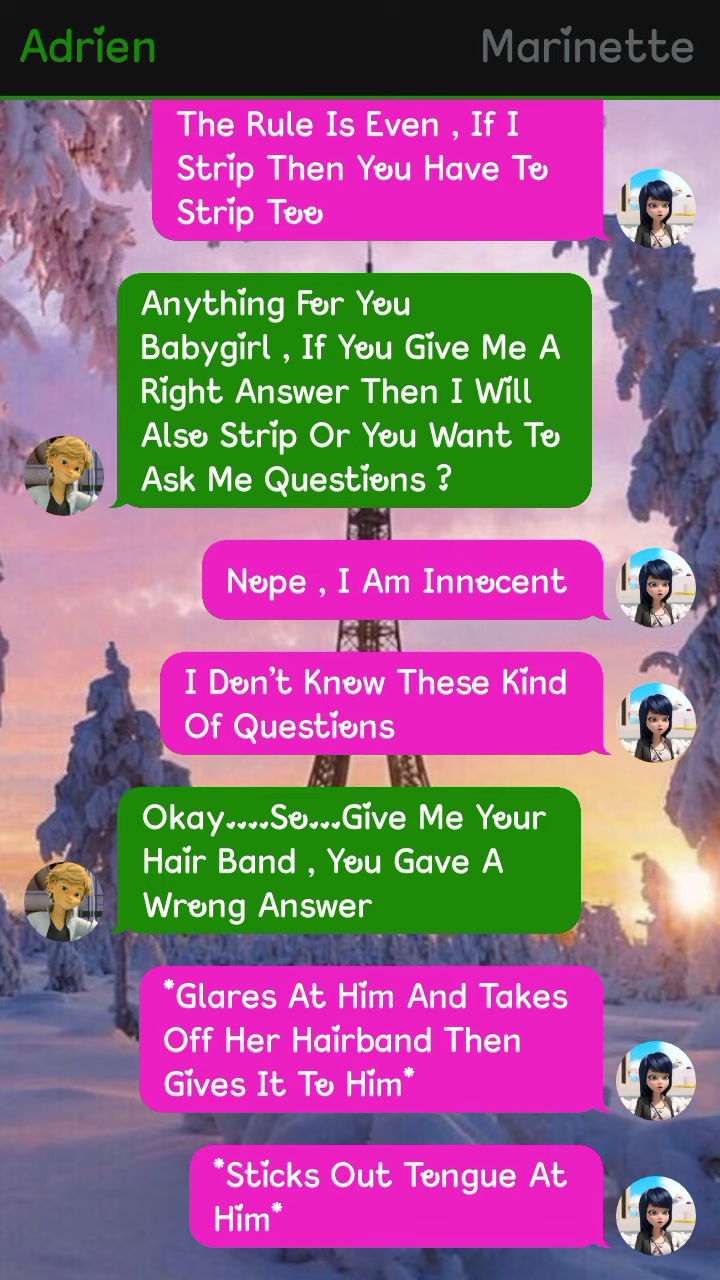 Adrien Marinette
The Rule Is Even , If I
Strip Then You Have To
Strip Too
Anything For You
Babygirl , If You Give Me A
Right Answer Then I Will
Also Strip Or You Want To
Ask Me Questions ?
Nope , I Am Innocent
I Don't Know These Kind
Of Questions
Okay....So...Give Me Your
Hair Band , You Gave A
Wrong Answer
*Glares At Him And Takes
Off Her Hairband Then
Gives It To Him*
*Sticks Out Tongue At
Him*